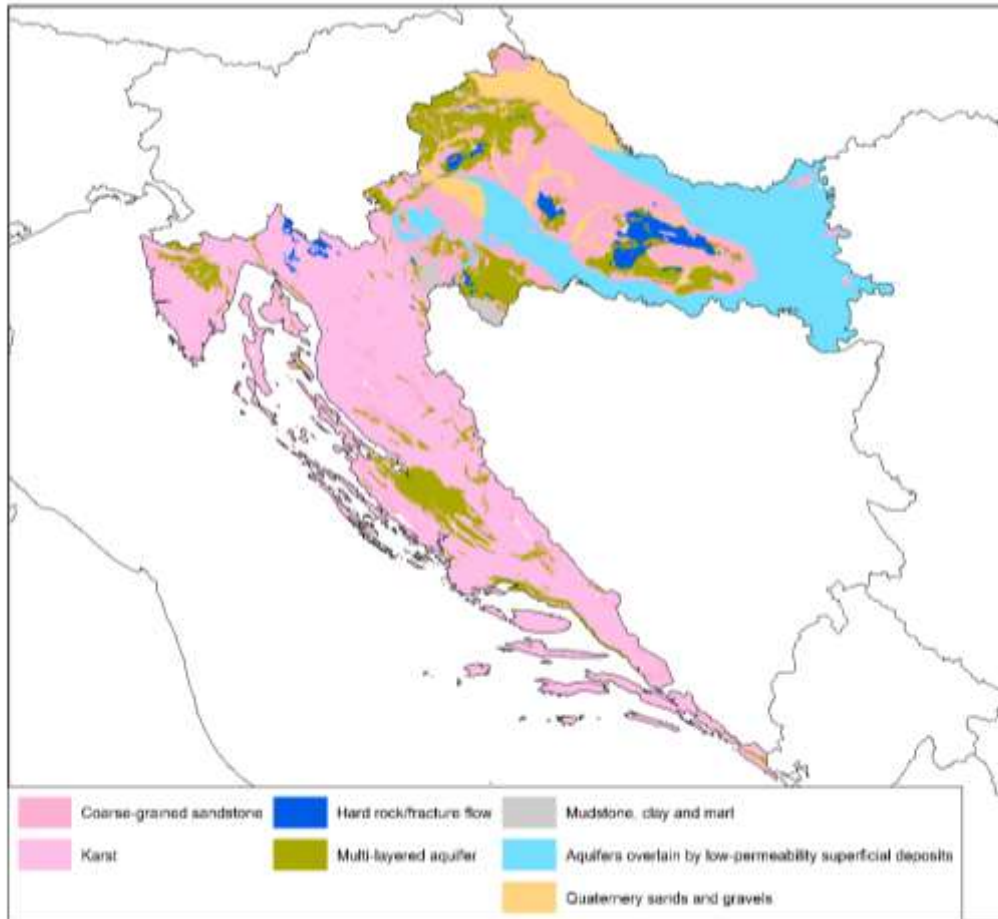 Coarse-grained sandstone
Hard rock/fracture flow
Mudstone, clay and marl
Karst
Multi-layered aquifer
Aquifers overlain by low-permeability superficial deposits
Quaternery sands and gravels